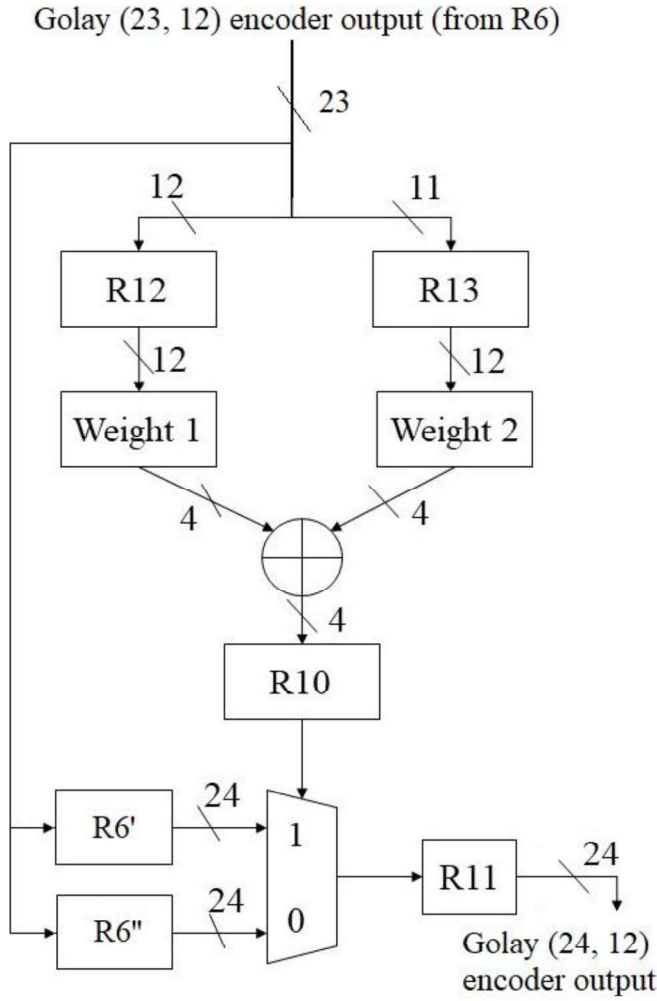 Golay (23, 12) encoder output (from R6)
23
12
11
R12
R13
12
12
Weight 1
Weight 2
4
4
4
R10
R6'
24
1
R6"
24
0
R11
24
Golay (24, 12)
encoder output